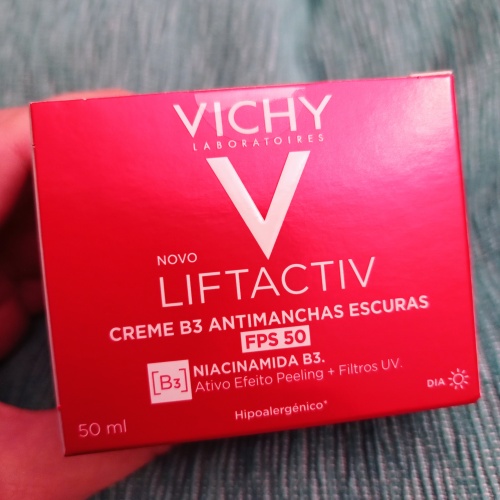 VICHY
LABORATOIRES
V
NOVO
LIFTACTIV
CREME B3 ANTIMANCHAS ESCURAS
FPS 50
[B3]
NIACINAMIDA B3.
Ativo Efeito Peeling + Filtros UV.
DIA
Hipoalergénico*
50 ml